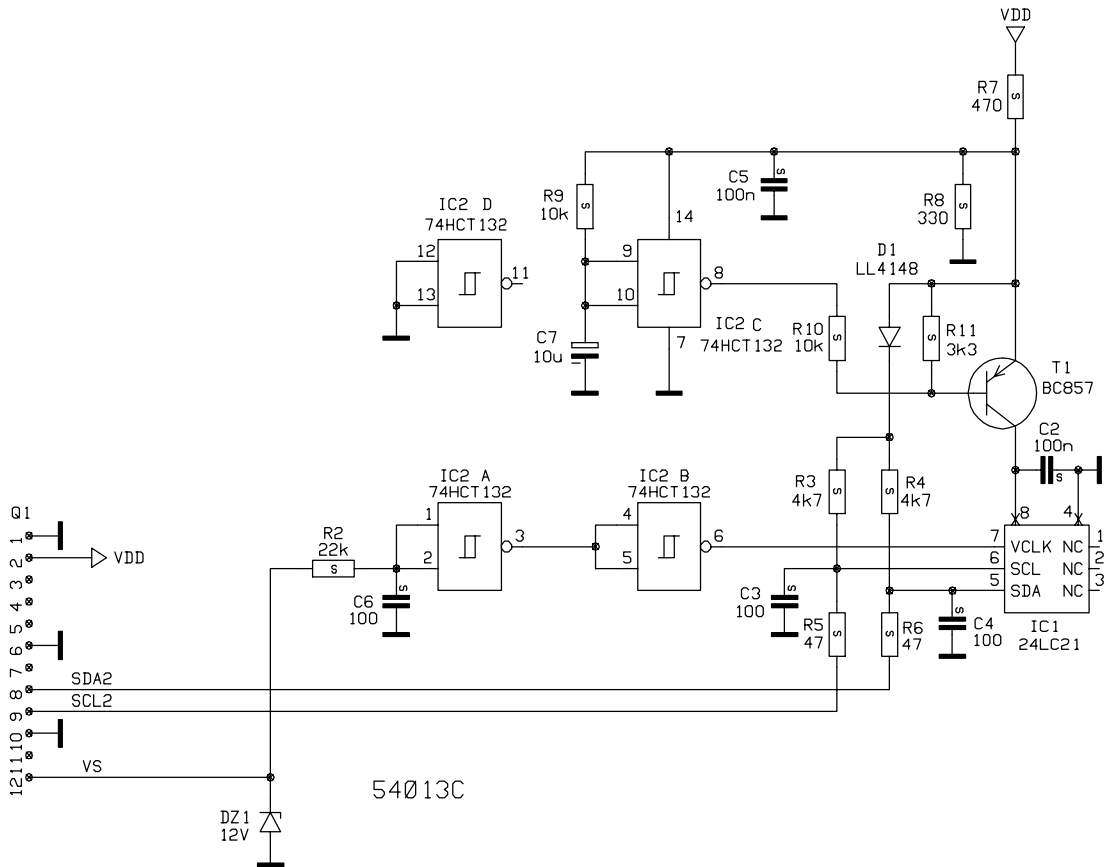 VDD
R7
470
s
R9
10k
s
C5
100n
s
R8
330
s
IC2 D
74HCT132
12
13
11
14
9
10
8
7
IC2 C
74HCT132
D1
LL4148
C7
10u
R10
10k
s
R11
3k3
s
T1
BC857
C2
100n
s
IC2 A
74HCT132
1
2
3
IC2 B
74HCT132
4
5
6
R3
4k7
s
R4
4k7
s
8
4
7
6
5
VCLK NC
SCL NC
SDA NC
1
2
3
IC1
24LC21
Q1
1
2
3
4
5
6
7
8
9
10
11
12
VDD
R2
22k
s
C6
100
s
C3
100
s
R5
47
s
R6
47
s
C4
100
s
SDA2
SCL2
VS
54013C
DZ1
12V